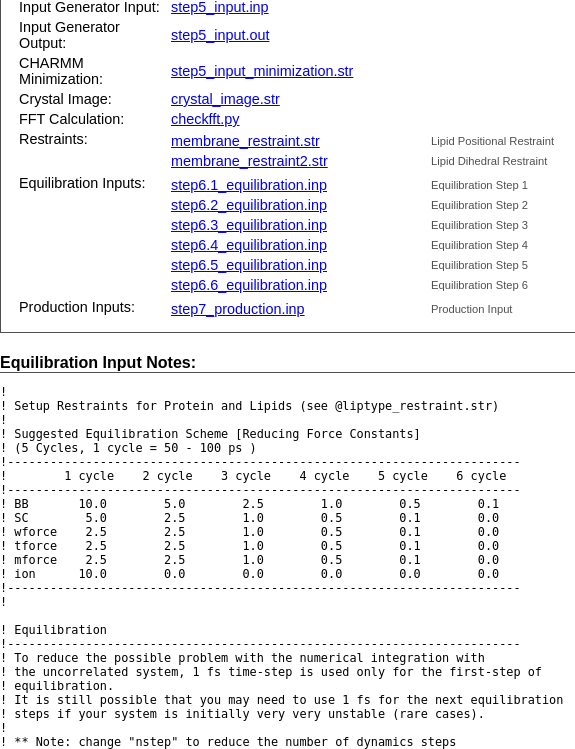 Input Generator Input: step5_input.inp
Input Generator Output: step5_input.out
CHARMM Minimization: step5_input_minimization.str
Crystal Image: crystal_image.str
FFT Calculation: checkfft.py
Restraints: membrane_restraint.str Lipid Positional Restraint
membrane_restraint2.str Lipid Dihedral Restraint
Equilibration Inputs: step6.1_equilibration.inp Equilibration Step 1
step6.2_equilibration.inp Equilibration Step 2
step6.3_equilibration.inp Equilibration Step 3
step6.4_equilibration.inp Equilibration Step 4
step6.5_equilibration.inp Equilibration Step 5
step6.6_equilibration.inp Equilibration Step 6
Production Inputs: step7_production.inp Production Input
Equilibration Input Notes:
!
! Setup Restraints for Protein and Lipids (see @liptype_restraint.str)
!
! Suggested Equilibration Scheme [Reducing Force Constants]
! (5 Cycles, 1 cycle = 50 - 100 ps )
!------------------------------------------------------------------------
!        1 cycle    2 cycle    3 cycle    4 cycle    5 cycle    6 cycle
!------------------------------------------------------------------------
! BB       10.0        5.0        2.5        1.0        0.5        0.1
! SC        5.0        2.5        1.0        0.5        0.1        0.0
! wforce    2.5        2.5        1.0        0.5        0.1        0.0
! tforce    2.5        2.5        1.0        0.5        0.1        0.0
! mforce    2.5        2.5        1.0        0.5        0.1        0.0
! ion      10.0        0.0        0.0        0.0        0.0        0.0
!------------------------------------------------------------------------
!
! Equilibration
!------------------------------------------------------------------------
! To reduce the possible problem with the numerical integration with
! the uncorrelated system, 1 fs time-step is used only for the first-step of
! equilibration.
! It is still possible that you may need to use 1 fs for the next equilibration
! steps if your system is initially very very unstable (rare cases).
!
! ** Note: change "nstep" to reduce the number of dynamics steps